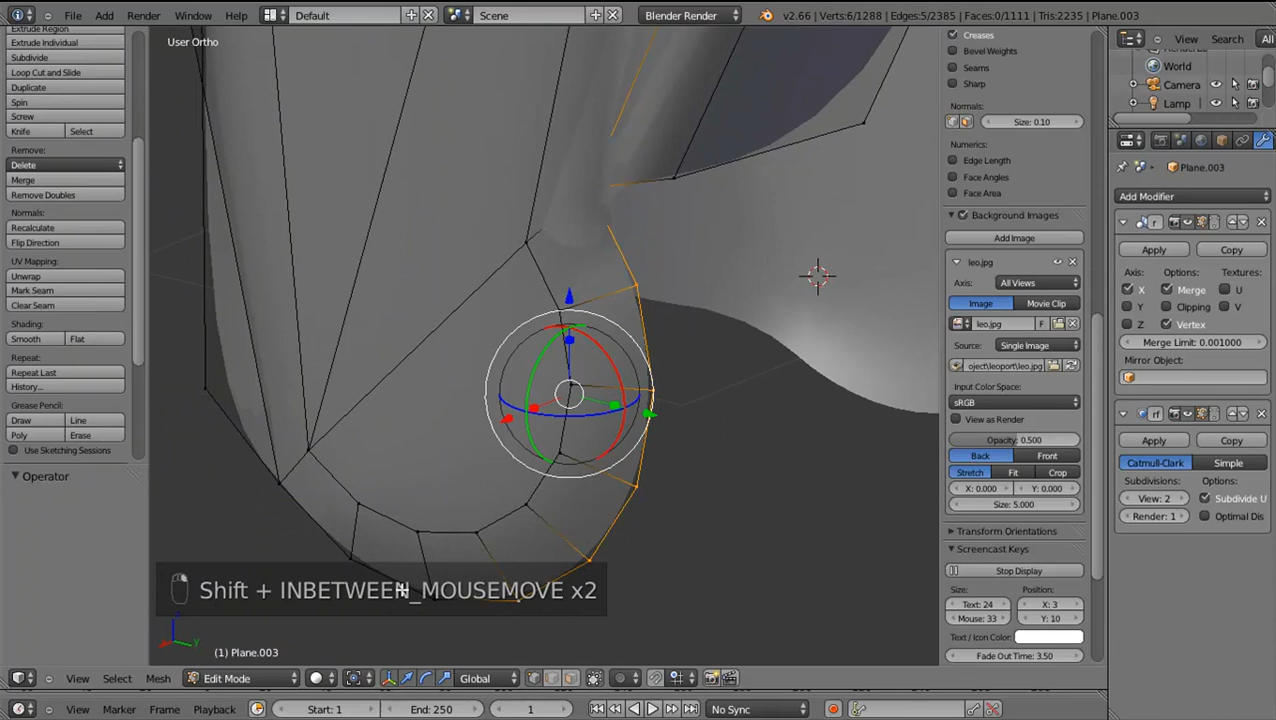 File Add Render Window Help Default Scene Blender Render v2.66 | Verts:6/1288 | Edges:5/2385 | Faces:0/1111 | Tris:2235 | Plane.003
User Ortho
Extrude Region
Extrude Individual
Subdivide
Loop Cut and Slide
Duplicate
Spin
Screw
Knife Select
Remove:
Delete
Merge
Remove Doubles
Normals:
Recalculate
Flip Direction
UV Mapping:
Unwrap
Mark Seam
Clear Seam
Shading:
Smooth Flat
Repeat:
Repeat Last
History...
Grease Pencil:
Draw Line
Poly Erase
Use Sketching Sessions
Operator
Shift + INBETWEEN_MOUSEMOVE x2
(1) Plane.003
Creases
Bevel Weights
Seams
Sharp
Normals:
Size: 0.10
Numerics:
Edge Length
Face Angles
Face Area
Background Images
Add Image
leo.jpg
Axis: All Views
Image Movie Clip
leo.jpg F
Source: Single Image
oject\leoport\leo.jpg
Input Color Space:
sRGB
View as Render
Opacity: 0.500
Back Front
Stretch Fit Crop
X: 0.000 Y: 0.000
Size: 5.000
Transform Orientations
Screencast Keys
Stop Display
Size: Position:
Text: 24 X: 3
Mouse: 33 Y: 10
Text / Icon Color:
Fade Out Time: 3.50
View Search All
World
Camera
Lamp
Plane.003
Add Modifier
Apply Copy
Axis: Options: Textures:
X Merge U
Y Clipping V
Z Vertex
Merge Limit: 0.001000
Mirror Object:
Apply Copy
Catmull-Clark Simple
Subdivisions: Options:
View: 2 Subdivide U
Render: 1 Optimal Dis
View Select Mesh Edit Mode Global
View Marker Frame Playback Start: 1 End: 250 1 No Sync